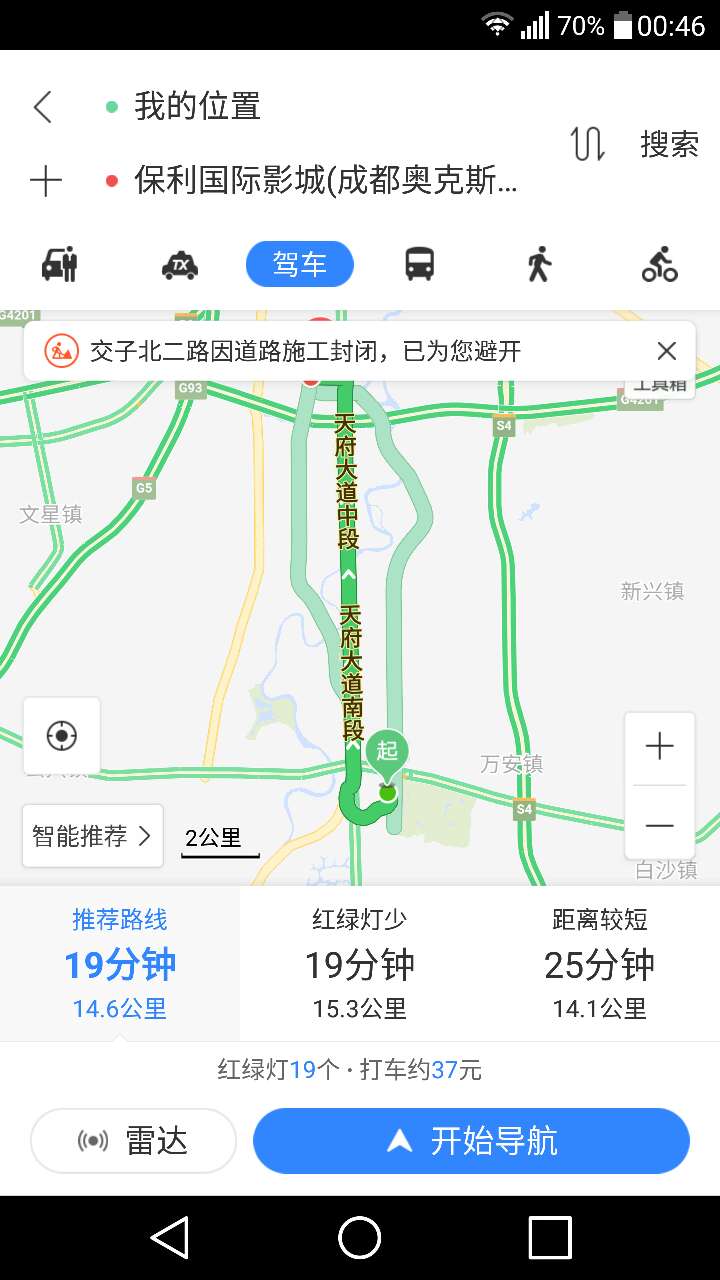 70% 00:46
我的位置
搜索
保利国际影城(成都奥克斯...
TX
驾车
G4201
交子北二路因道路施工封闭，已为您避开
工具箱
G93
G4201
S4
天府大道中段
G5
文星镇
新兴镇
天府大道南段
起
万安镇
S4
智能推荐
2公里
白沙镇
推荐路线
19分钟
14.6公里
红绿灯少
19分钟
15.3公里
距离较短
25分钟
14.1公里
红绿灯19个·打车约37元
雷达
开始导航